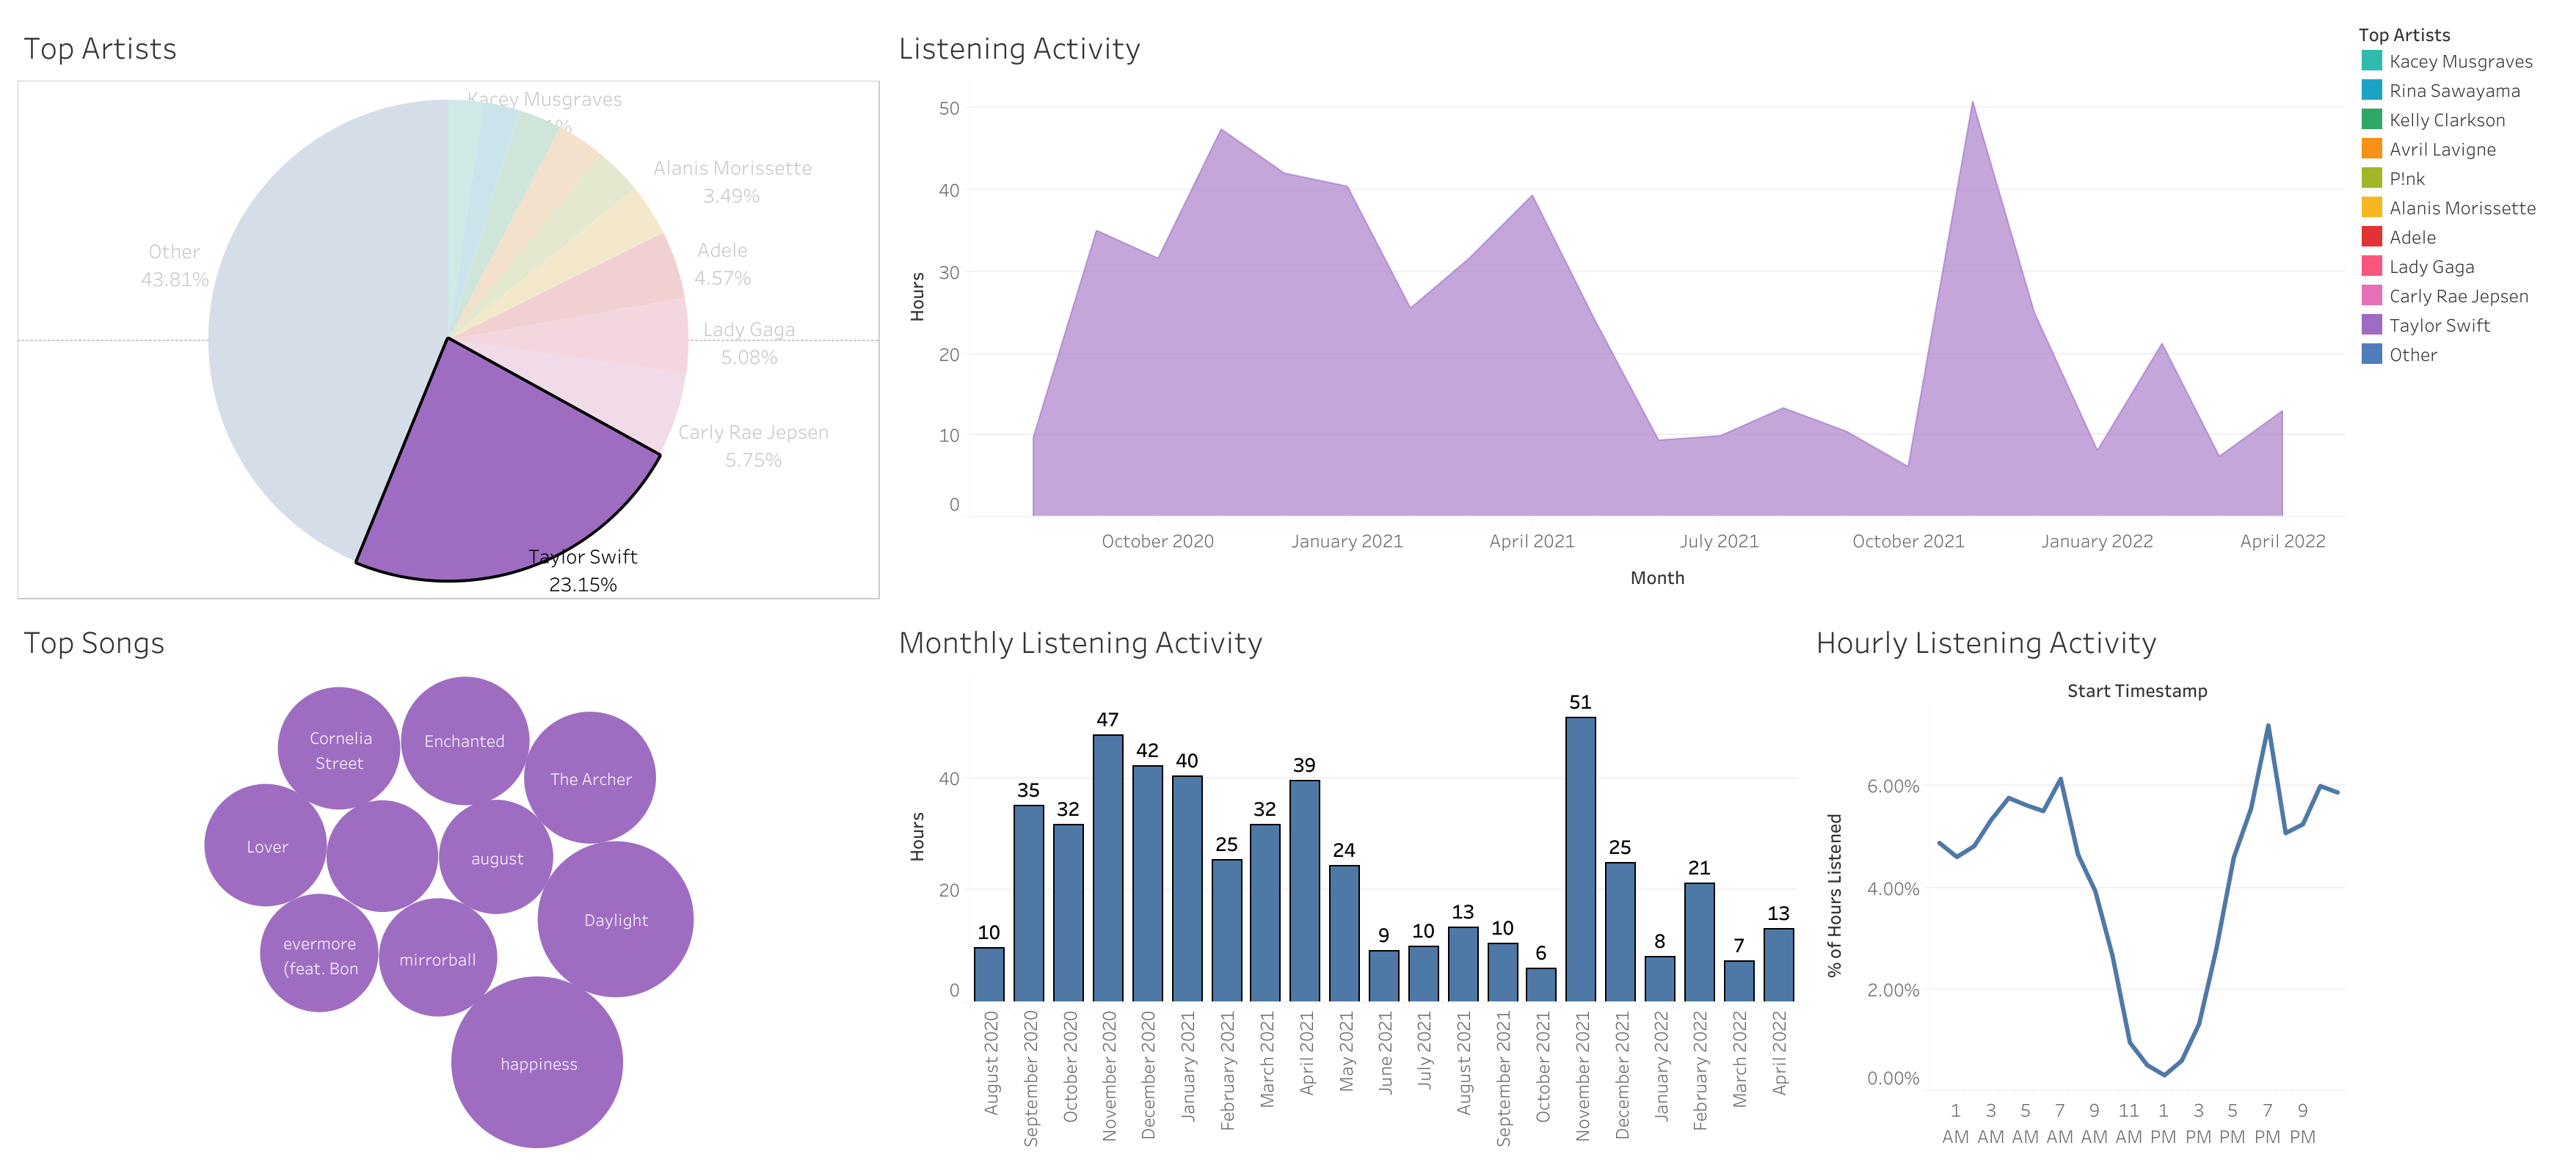 Top Artists
Kacey Musgraves
1%
Alanis Morissette
3.49%
Adele
4.57%
Other
43.81%
Lady Gaga
5.08%
Carly Rae Jepsen
5.75%
Taylor Swift
23.15%
Listening Activity
50
40
30
20
10
0
Hours
October 2020
January 2021
April 2021
July 2021
October 2021
January 2022
April 2022
Month
Top Artists
Kacey Musgraves
Rina Sawayama
Kelly Clarkson
Avril Lavigne
P!nk
Alanis Morissette
Adele
Lady Gaga
Carly Rae Jepsen
Taylor Swift
Other
Top Songs
Cornelia
Street
Enchanted
The Archer
Lover
august
Daylight
evermore
(feat. Bon
mirrorball
happiness
Monthly Listening Activity
40
20
0
Hours
10
35
32
47
42
40
25
32
39
24
9
10
13
10
6
51
25
8
21
7
13
August 2020
September 2020
October 2020
November 2020
December 2020
January 2021
February 2021
March 2021
April 2021
May 2021
June 2021
July 2021
August 2021
September 2021
October 2021
November 2021
December 2021
January 2022
February 2022
March 2022
April 2022
Hourly Listening Activity
Start Timestamp
6.00%
4.00%
2.00%
0.00%
% of Hours Listened
1 3 5 7 9 11 1 3 5 7 9
AM AM AM AM AM AM PM PM PM PM PM